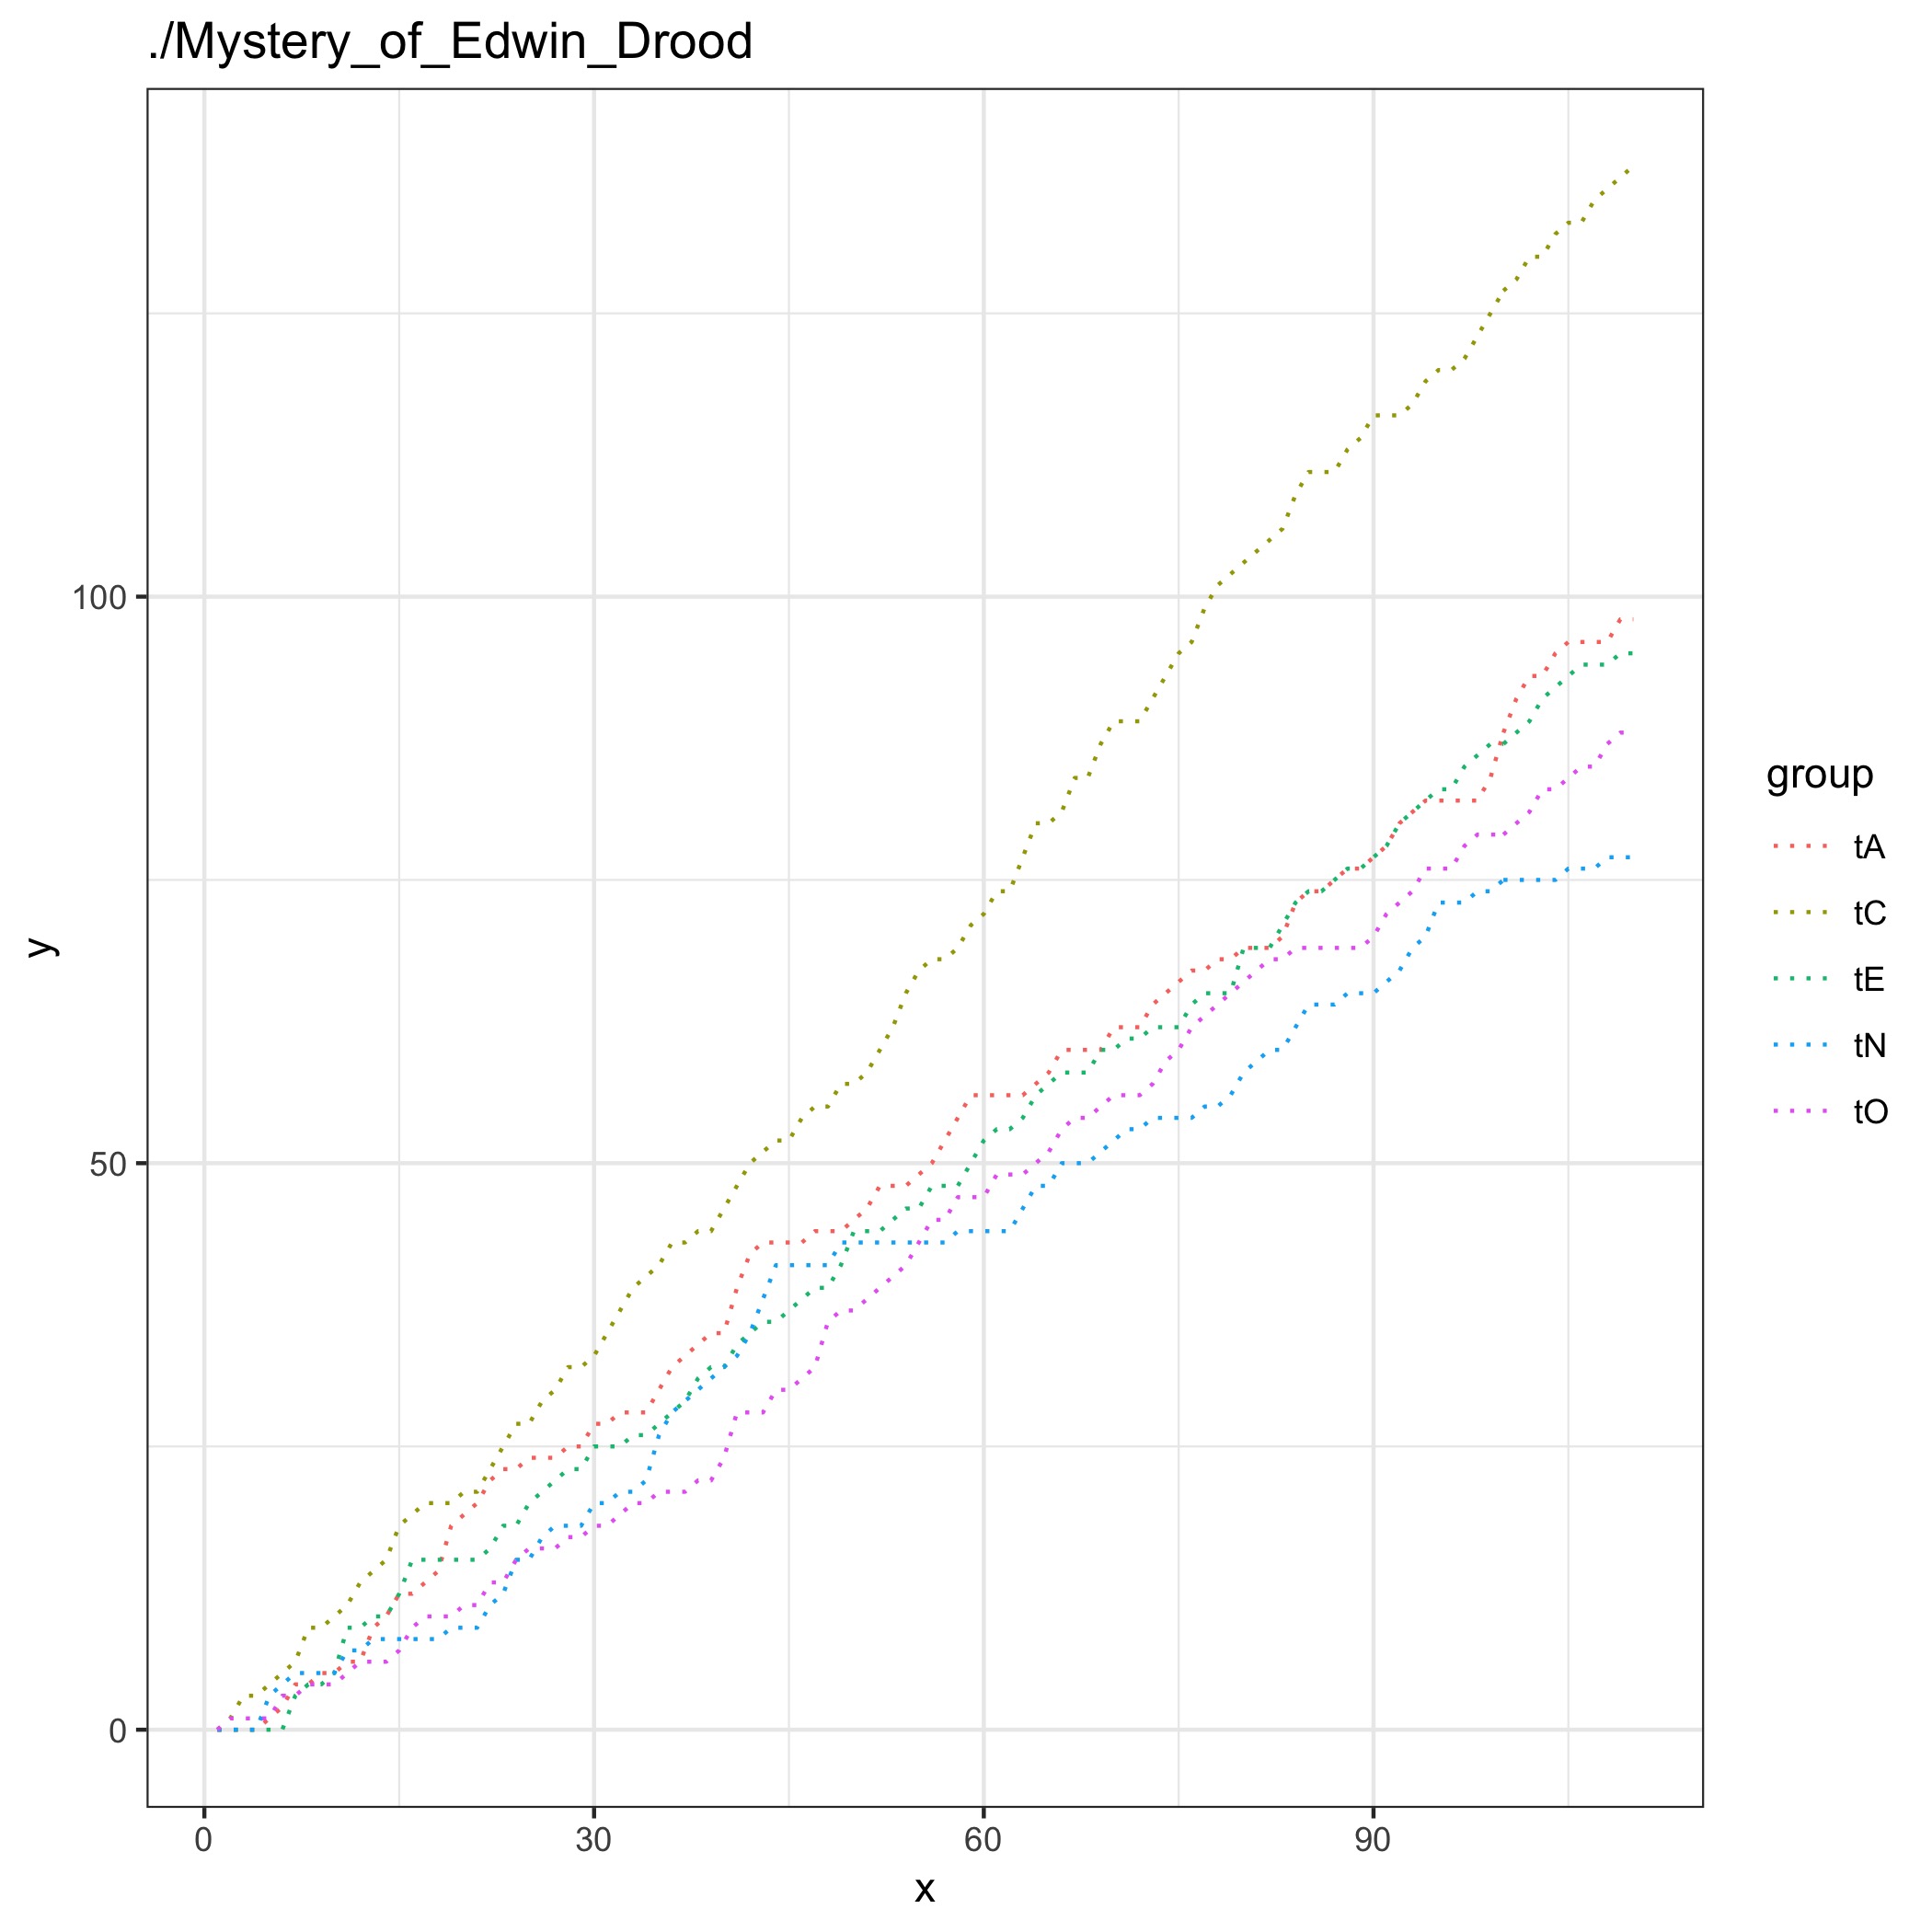 ./Mystery_of_Edwin_Drood
100
50
0
y
0 30 60 90
x
group
tA
tC
tE
tN
tO